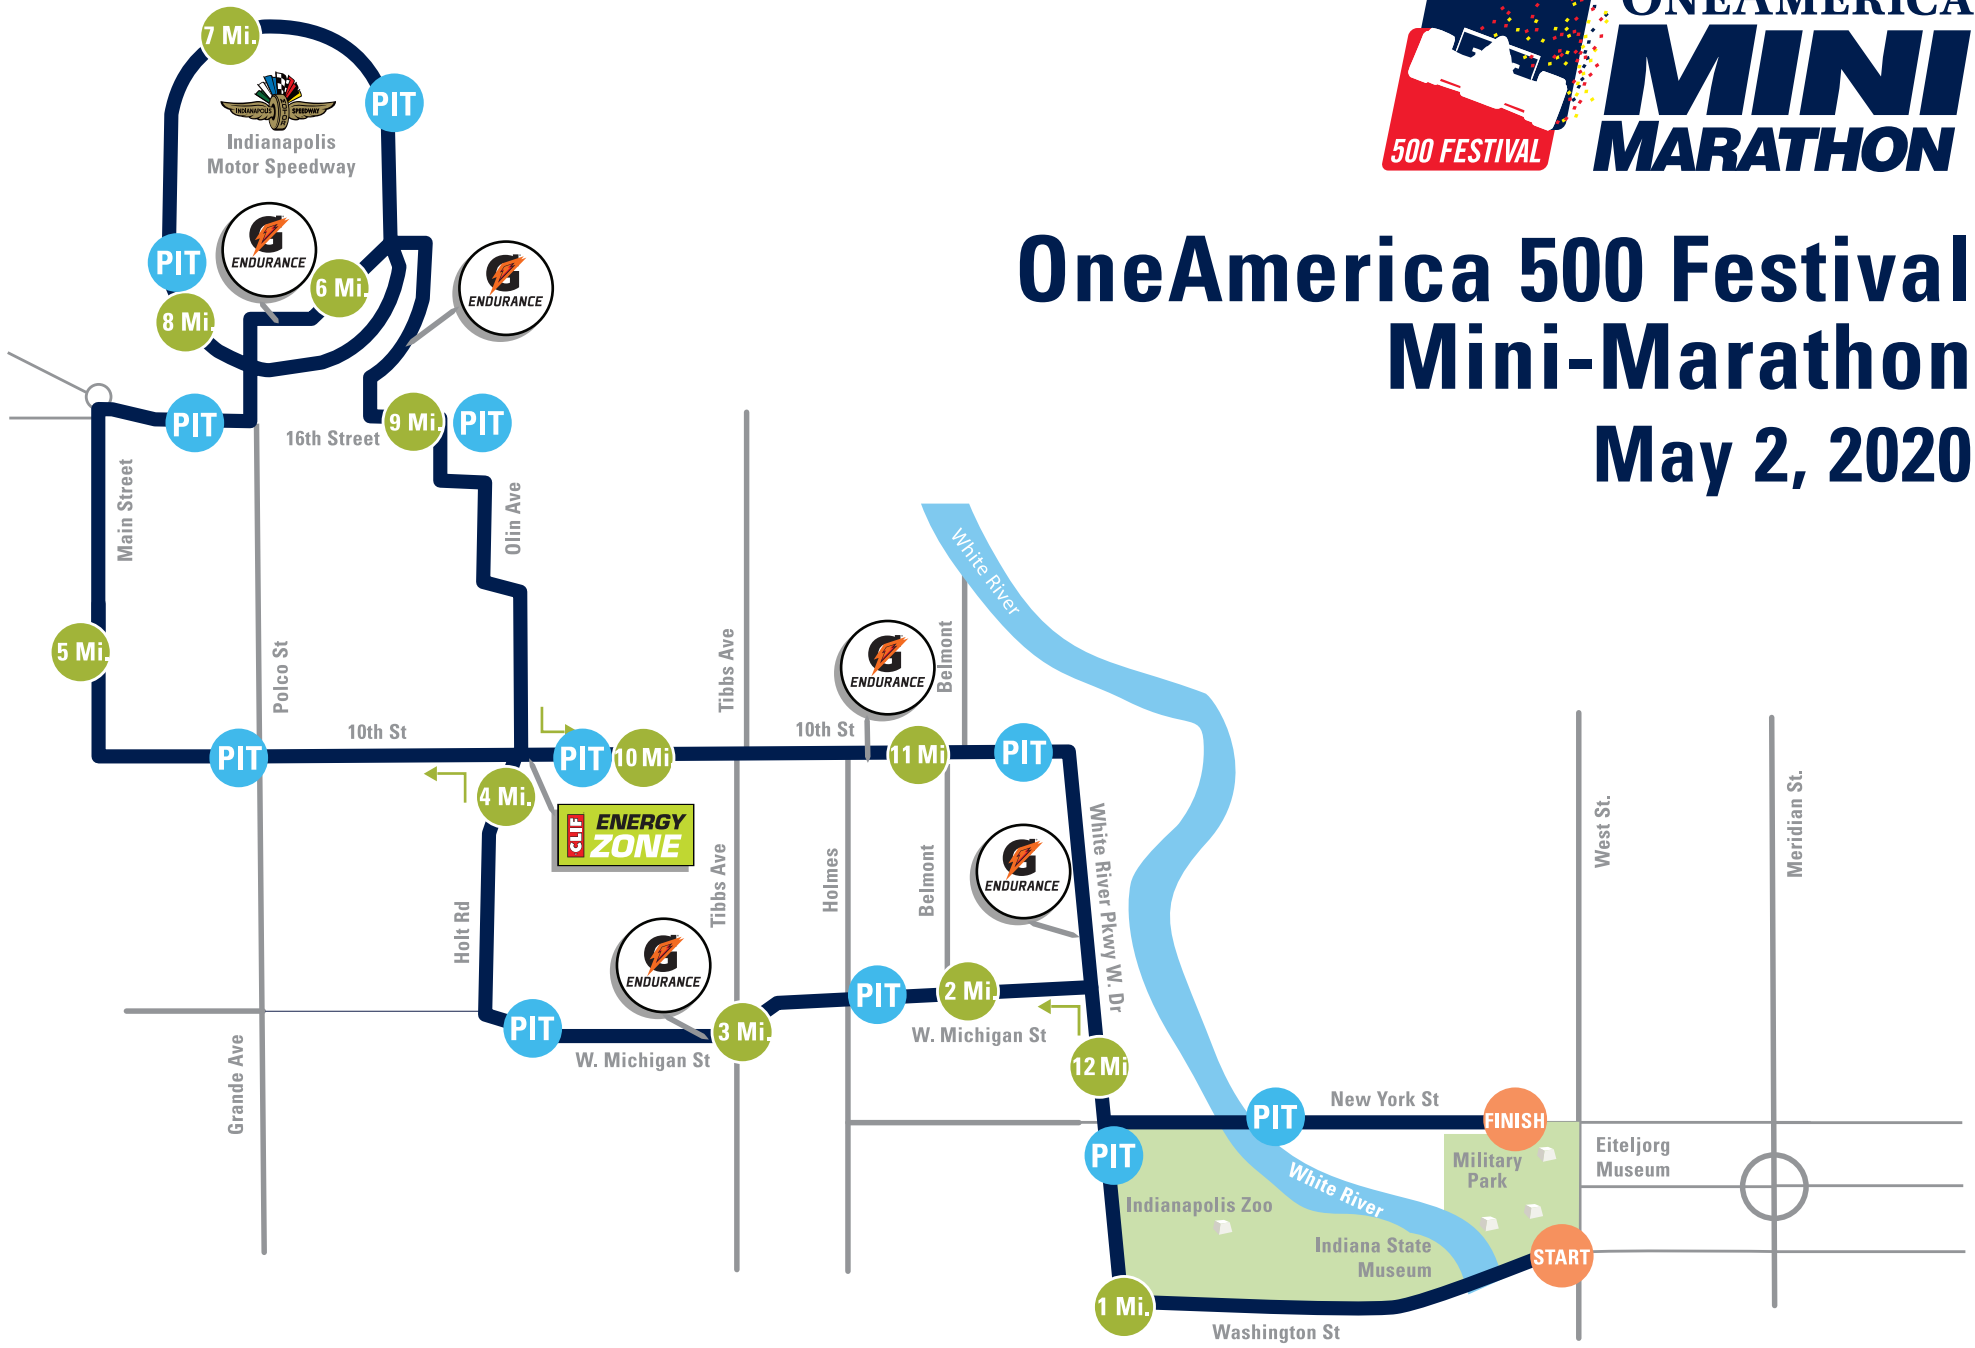 ONEAMERICA
MINI
MARATHON
500 FESTIVAL
OneAmerica 500 Festival
Mini-Marathon
May 2, 2020
7 Mi.
PIT
INDIANAPOLIS
MOTOR
SPEEDWAY
Indianapolis
Motor Speedway
G
ENDURANCE
PIT
6 Mi.
G
ENDURANCE
8 Mi.
PIT
16th Street
9 Mi.
PIT
Main Street
Olin Ave
White River
5 Mi.
Polco St
Tibbs Ave
G
ENDURANCE
Belmont
10th St
10th St
PIT
PIT
10 Mi
11 Mi
PIT
4 Mi.
CLIF
ENERGY
ZONE
White River Pkwy W. Dr
West St.
Meridian St.
G
ENDURANCE
Holt Rd
Tibbs Ave
Holmes
Belmont
G
ENDURANCE
PIT
2 Mi.
PIT
3 Mi.
W. Michigan St
W. Michigan St
12 Mi
Grande Ave
PIT
New York St
FINISH
PIT
Military
Park
Eiteljorg
Museum
White River
Indianapolis Zoo
Indiana State
Museum
START
1 Mi.
Washington St